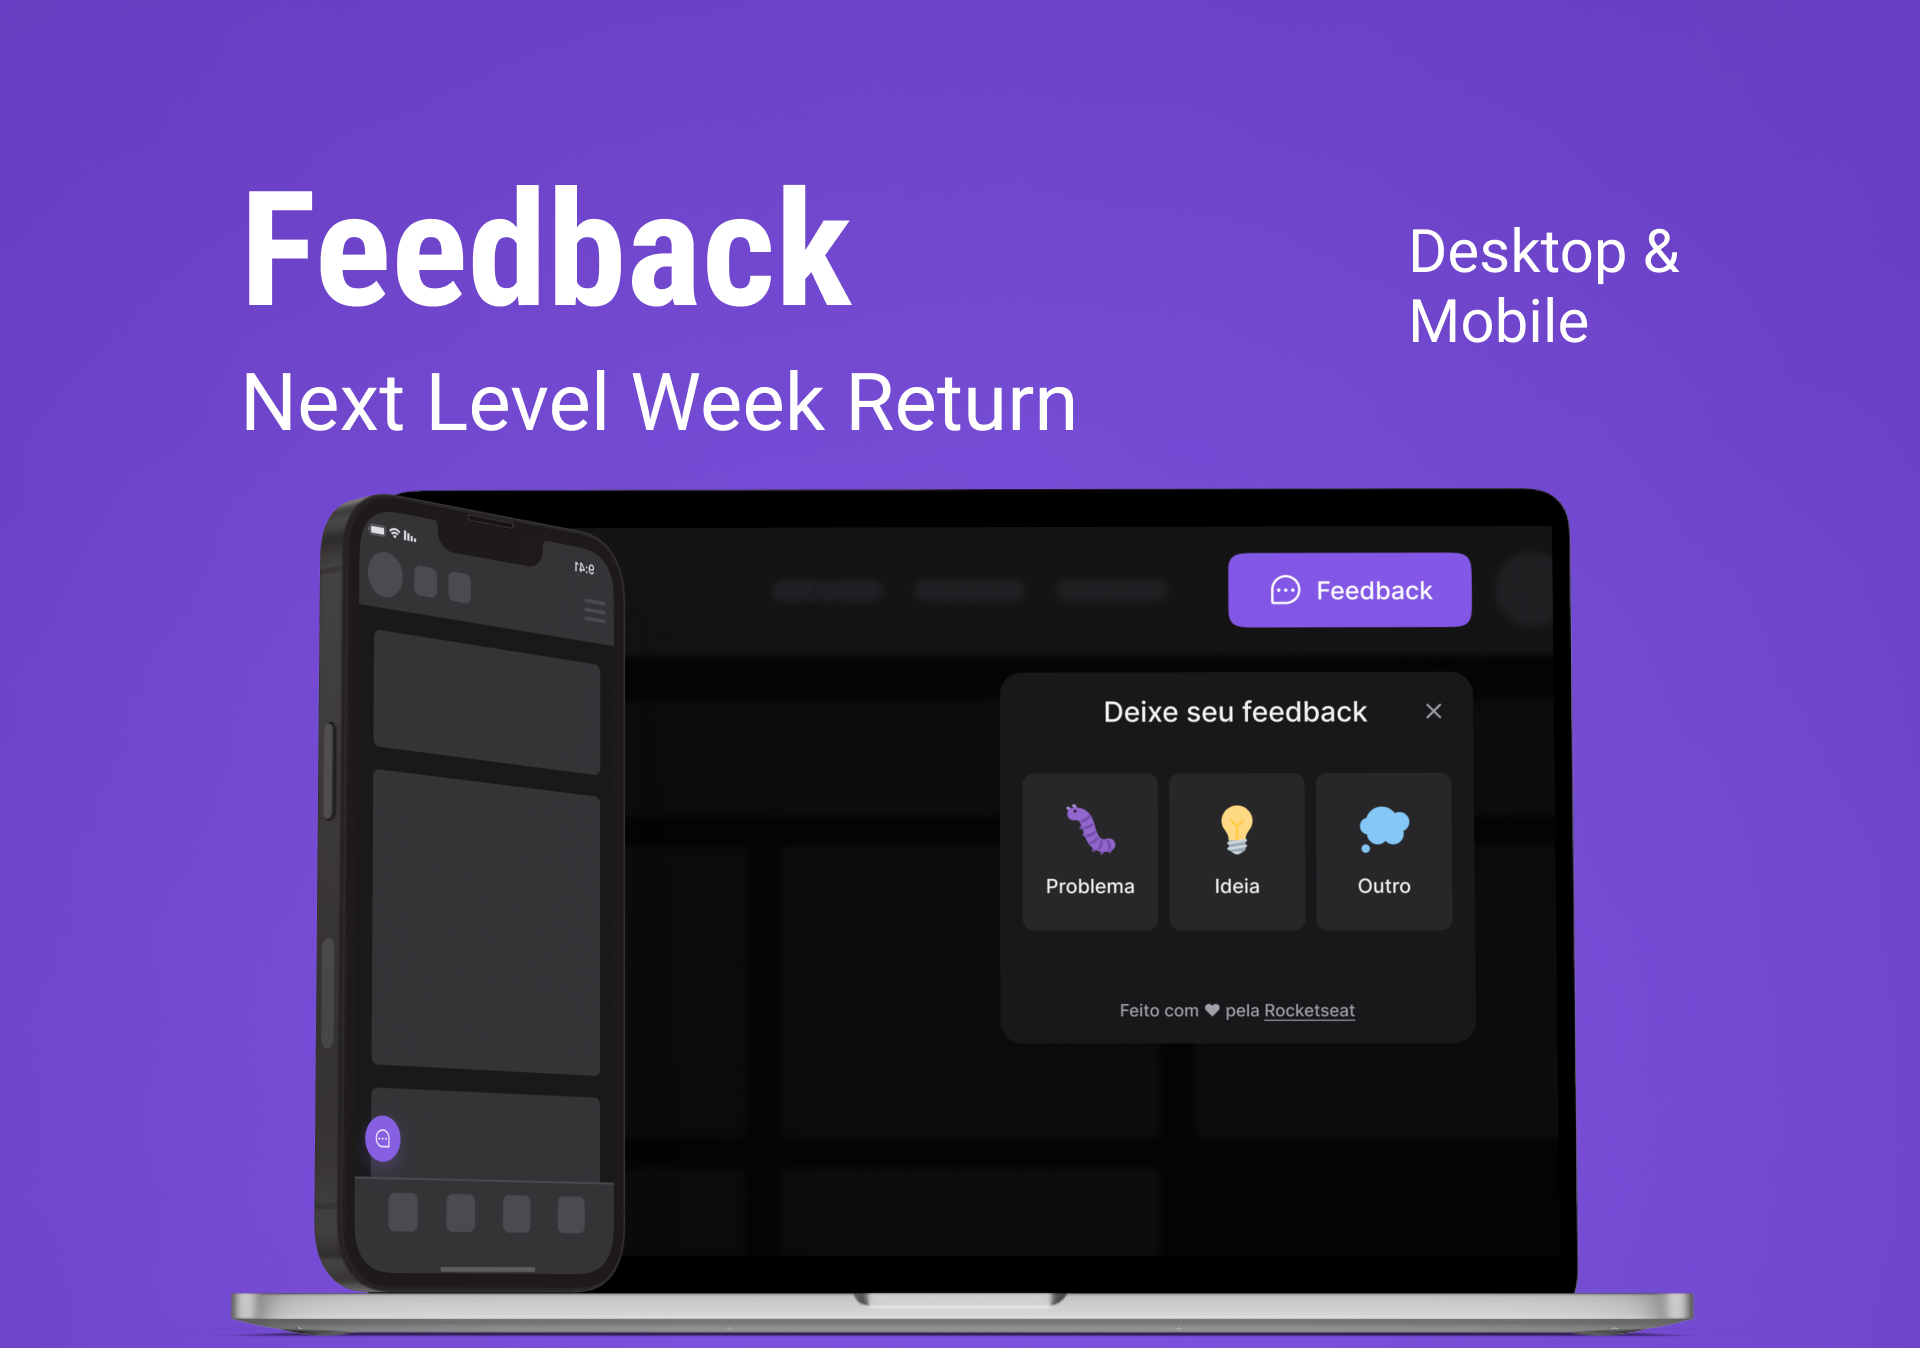 Feedback
Desktop &
Mobile
Next Level Week Return
9:41
Feedback
Deixe seu feedback
Problema
Ideia
Outro
Feito com ♥ pela Rocketseat